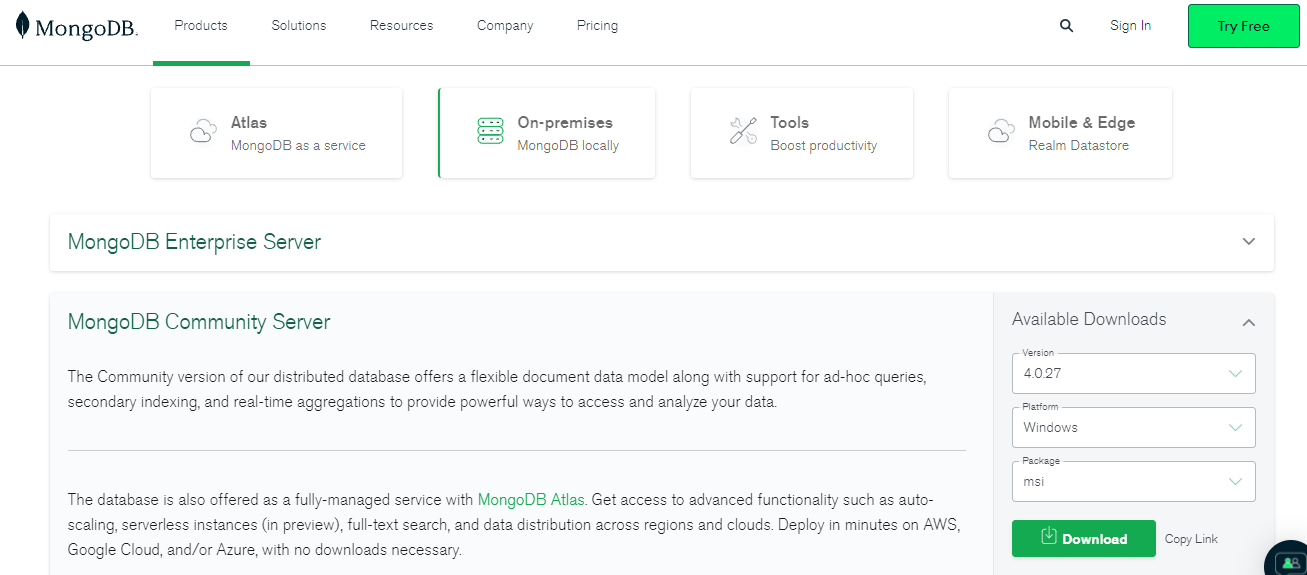 MongoDB.
Products
Solutions
Resources
Company
Pricing
Sign In
Try Free
Atlas
MongoDB as a service
On-premises
MongoDB locally
Tools
Boost productivity
Mobile & Edge
Realm Datastore
MongoDB Enterprise Server
MongoDB Community Server
The Community version of our distributed database offers a flexible document data model along with support for ad-hoc queries,
secondary indexing, and real-time aggregations to provide powerful ways to access and analyze your data.
The database is also offered as a fully-managed service with MongoDB Atlas. Get access to advanced functionality such as auto-
scaling, serverless instances (in preview), full-text search, and data distribution across regions and clouds. Deploy in minutes on AWS,
Google Cloud, and/or Azure, with no downloads necessary.
Available Downloads
Version
4.0.27
Platform
Windows
Package
msi
Download
Copy Link